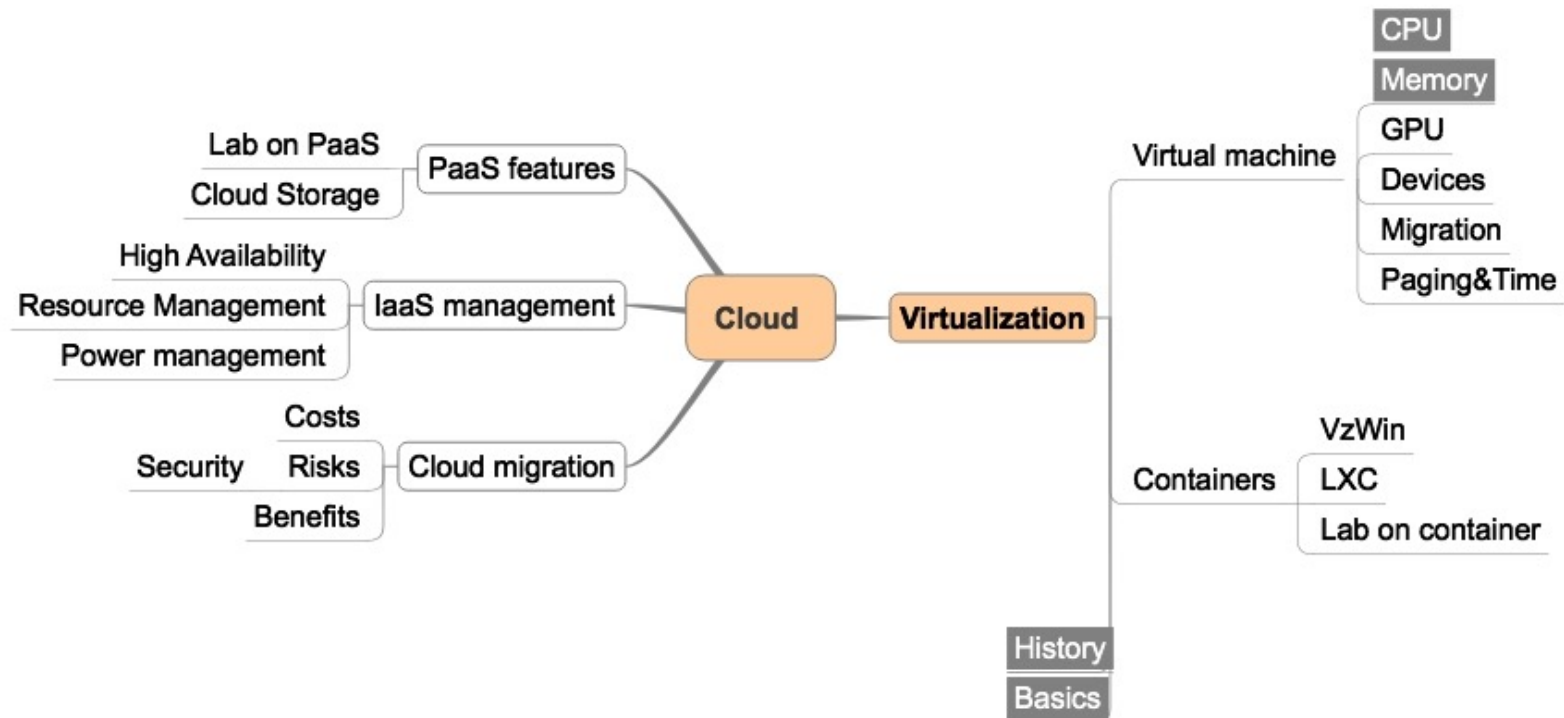 Cloud
PaaS features
Lab on PaaS
Cloud Storage
IaaS management
High Availability
Resource Management
Power management
Cloud migration
Costs
Risks
Security
Benefits
Virtualization
Virtual machine
CPU
Memory
GPU
Devices
Migration
Paging&Time
Containers
VzWin
LXC
Lab on container
History
Basics